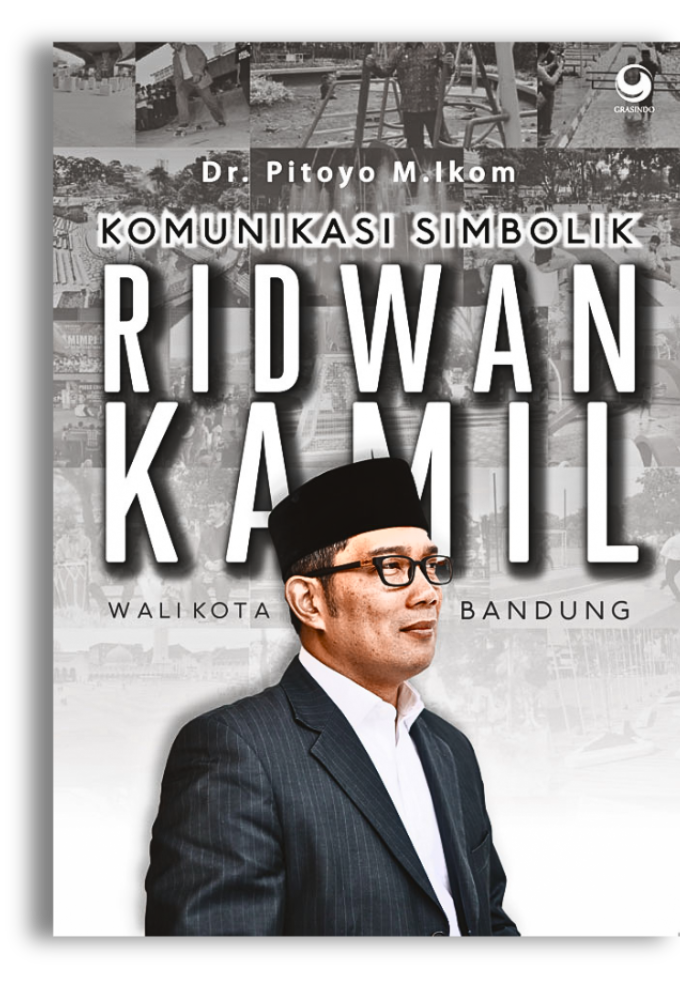 GRASINDO
Dr. Pitoyo M.Ikom
KOMUNIKASI SIMBOLIK
RIDWAN
KAMIL
WALIKOTA BANDUNG